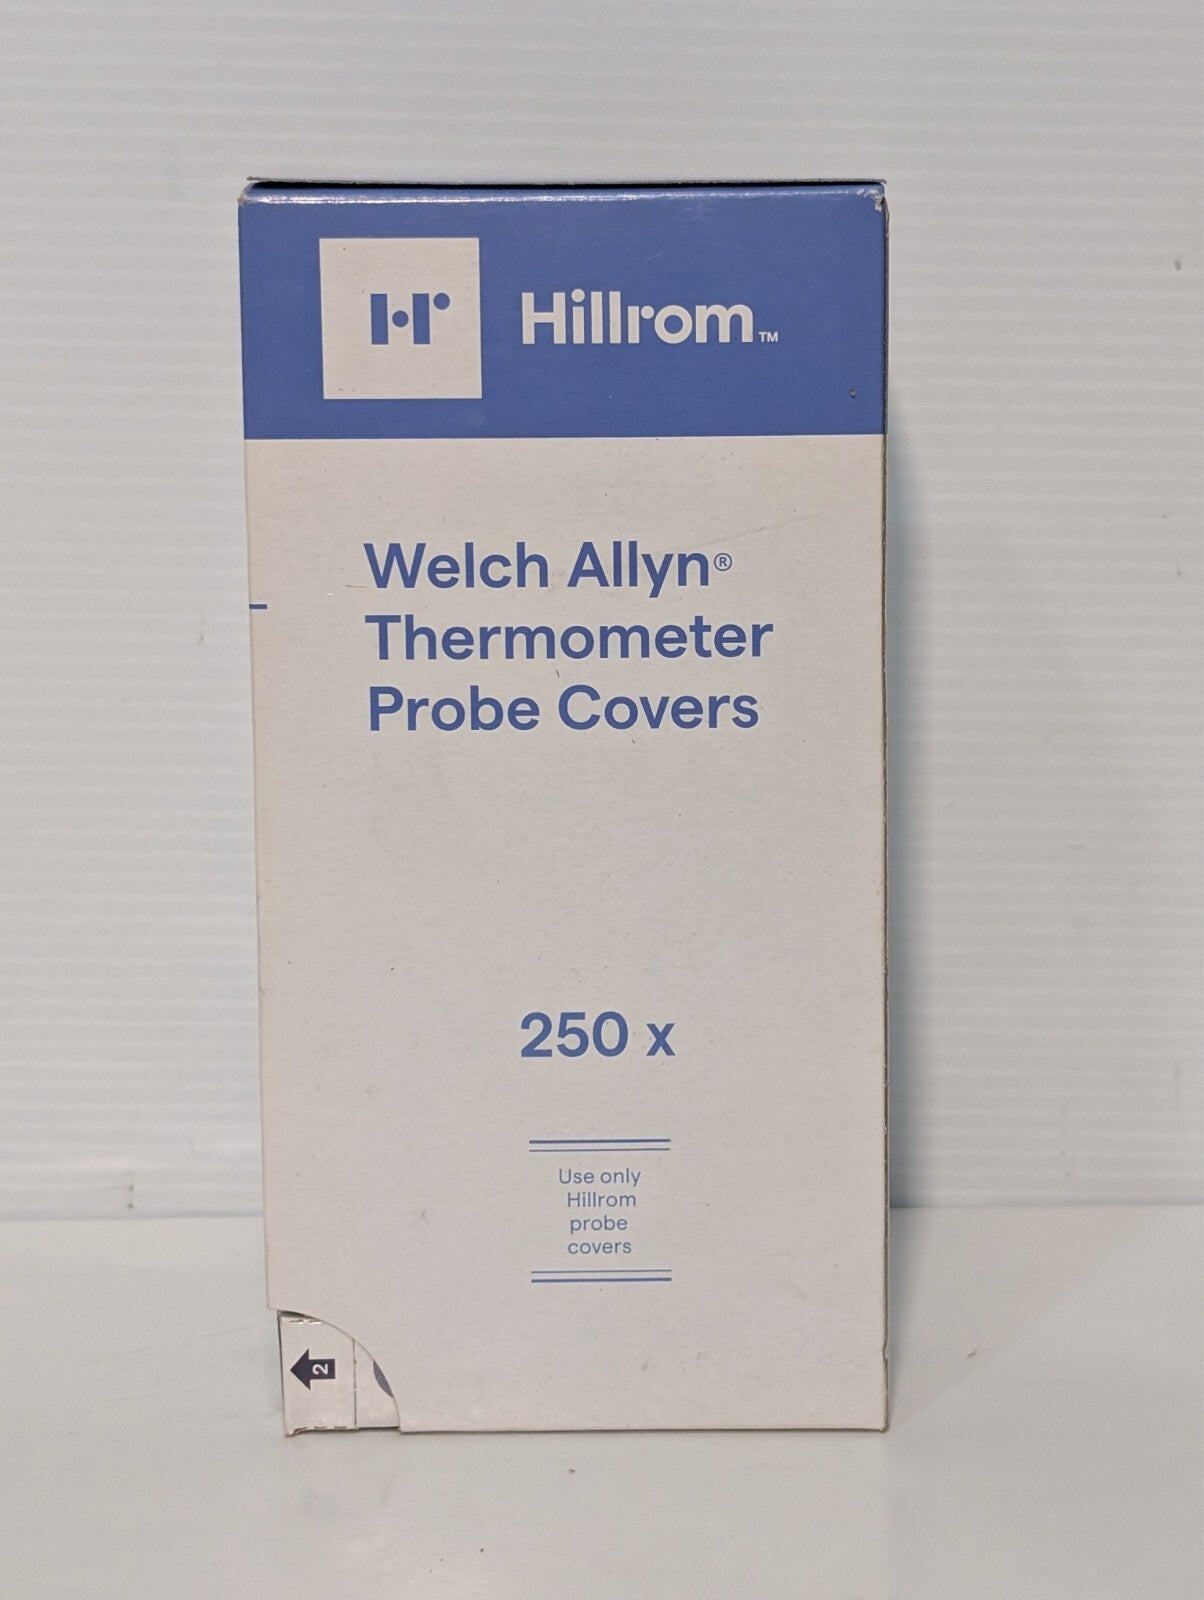 Hillrom™
Welch Allyn®
Thermometer
Probe Covers
250 x
Use only
Hillrom
probe
covers
2